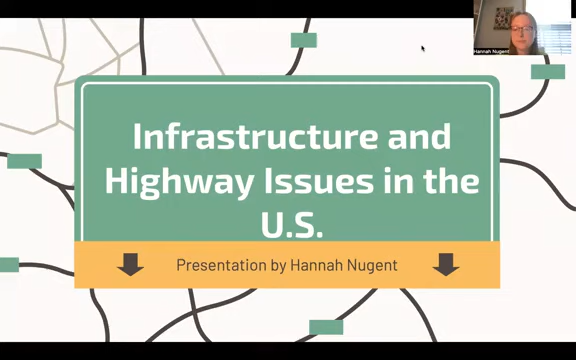 Hannah Nugent
Infrastructure and
Highway Issues in the
U.S.
Presentation by Hannah Nugent